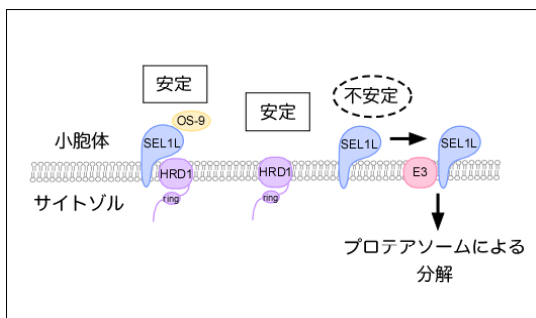 安定
OS-9
安定
不安定
小胞体
SEL1L
SEL1L
SEL1L
HRD1
HRD1
E3
サイトゾル
ring
ring
プロテアソームによる
分解